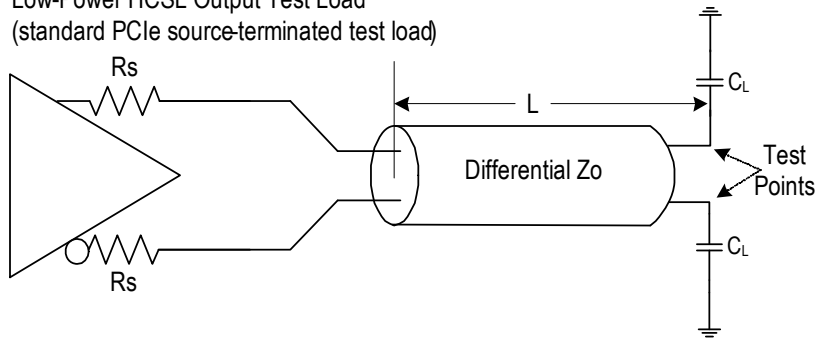 Low-Power HCSL Output Test Load
(standard PCIe source-terminated test load)
Rs
CL
L
Differential Zo
Test
Points
CL
Rs